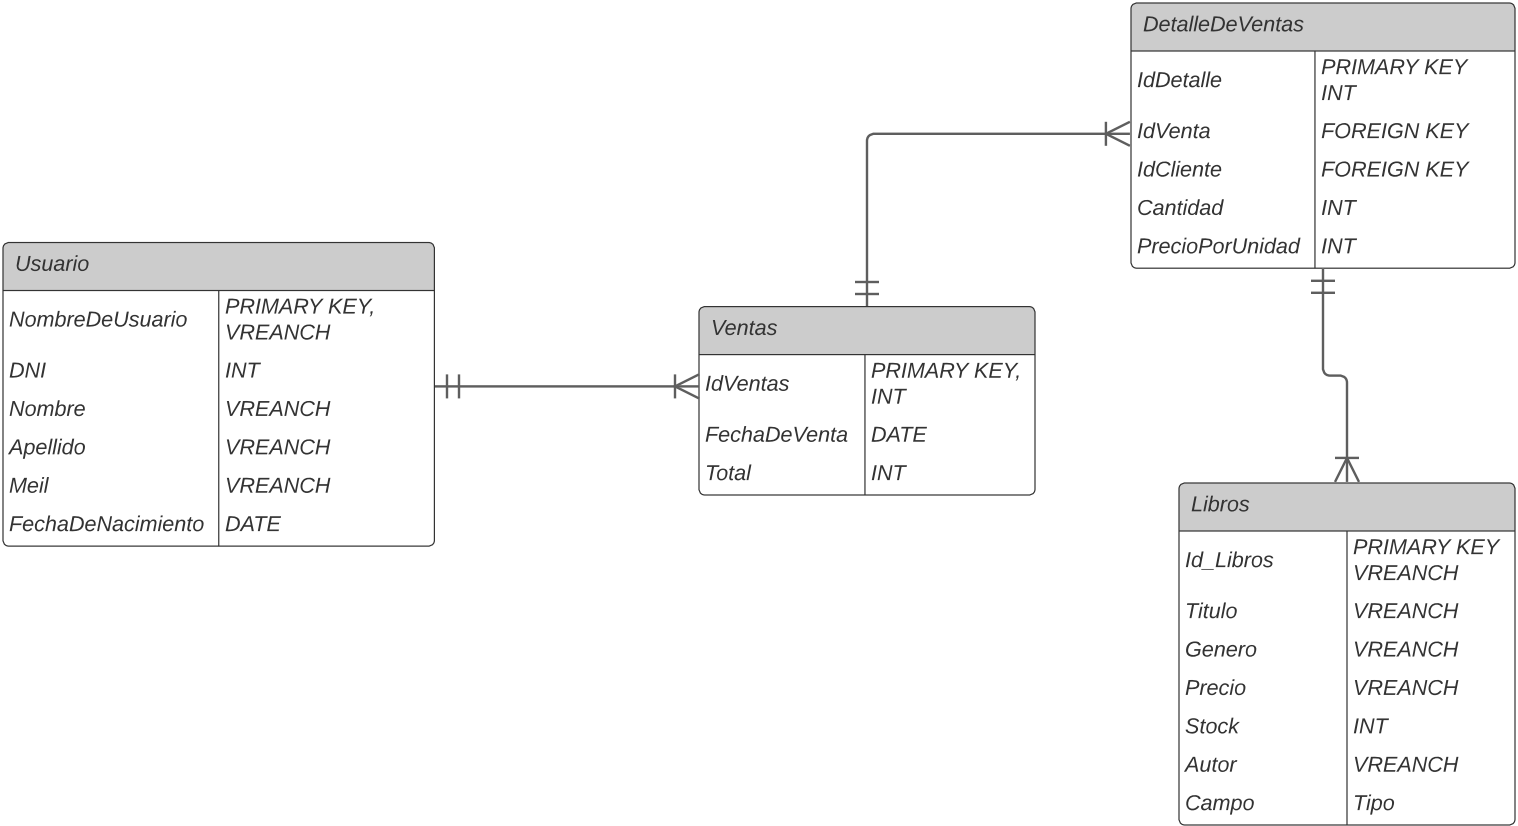 DetalleDeVentas
IdDetalle PRIMARY KEY
INT
IdVenta FOREIGN KEY
IdCliente FOREIGN KEY
Cantidad INT
PrecioPorUnidad INT
Usuario
NombreDeUsuario PRIMARY KEY,
VREANCH
DNI INT
Nombre VREANCH
Apellido VREANCH
Meil VREANCH
FechaDeNacimiento DATE
Ventas
IdVentas PRIMARY KEY,
INT
FechaDeVenta DATE
Total INT
Libros
Id_Libros PRIMARY KEY
VREANCH
Titulo VREANCH
Genero VREANCH
Precio VREANCH
Stock INT
Autor VREANCH
Campo Tipo